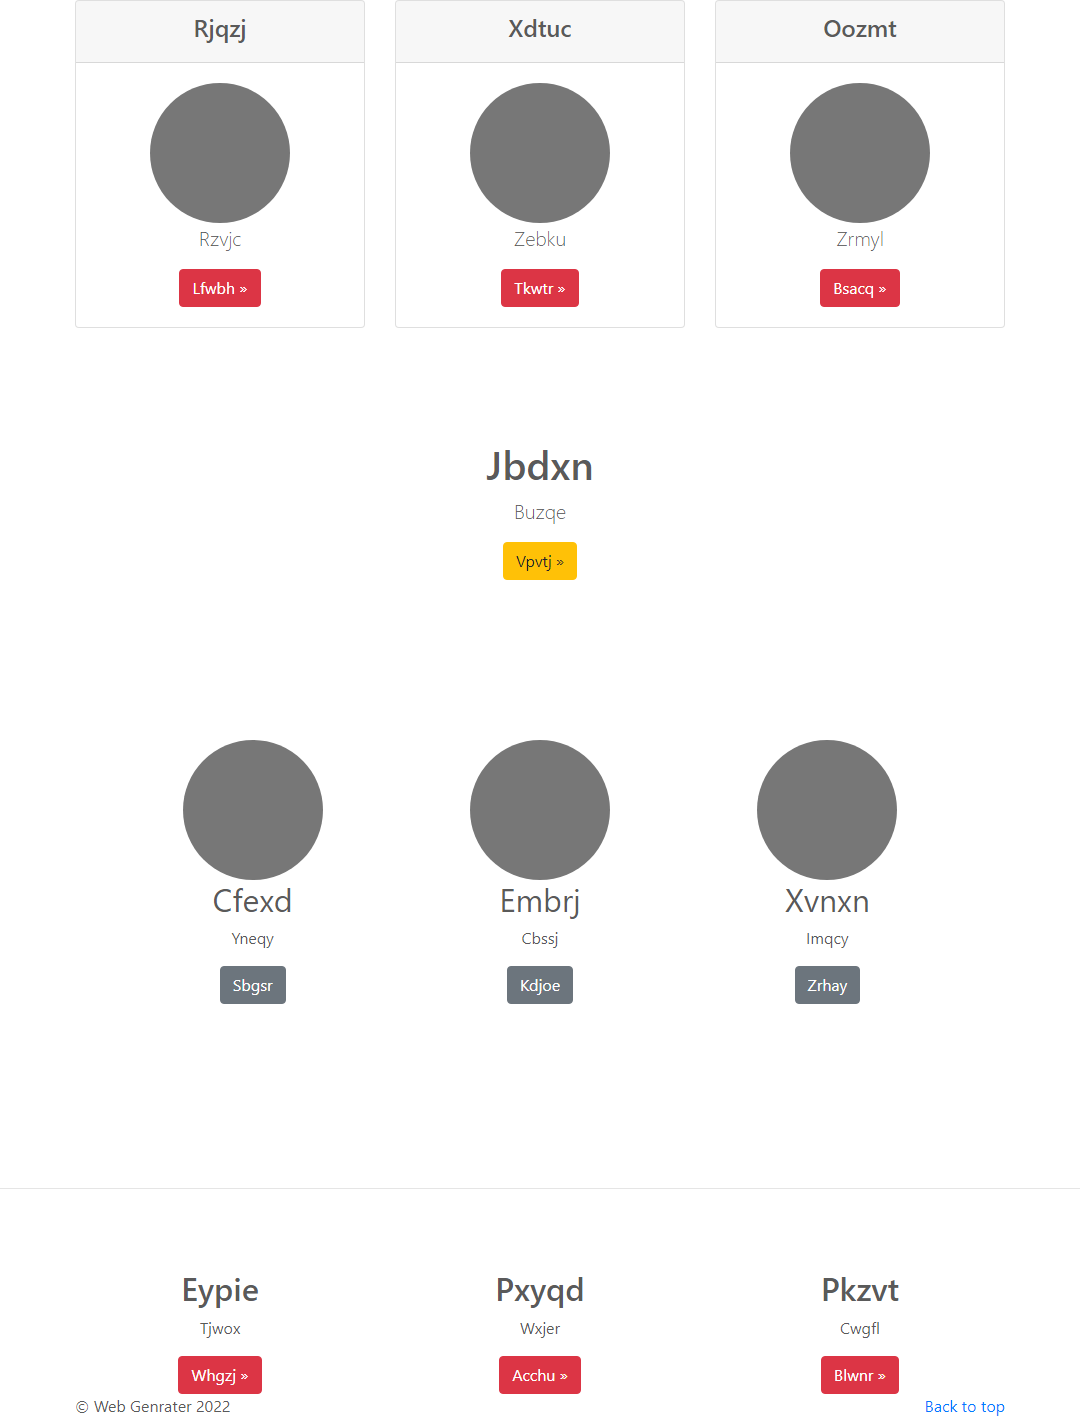 Rjqzj
Xdtuc
Oozmt
Rzvjc
Zebku
Zrmyl
Lfwbh »
Tkwtr »
Bsacq »
Jbdxn
Buzqe
Vpvtj »
Cfexd
Embrj
Xvnxn
Yneqy
Cbssj
Imqcy
Sbgsr
Kdjoe
Zrhay
Eypie
Pxyqd
Pkzvt
Tjwox
Wxjer
Cwgfl
Whgzj »
Acchu »
Blwnr »
© Web Genrater 2022
Back to top